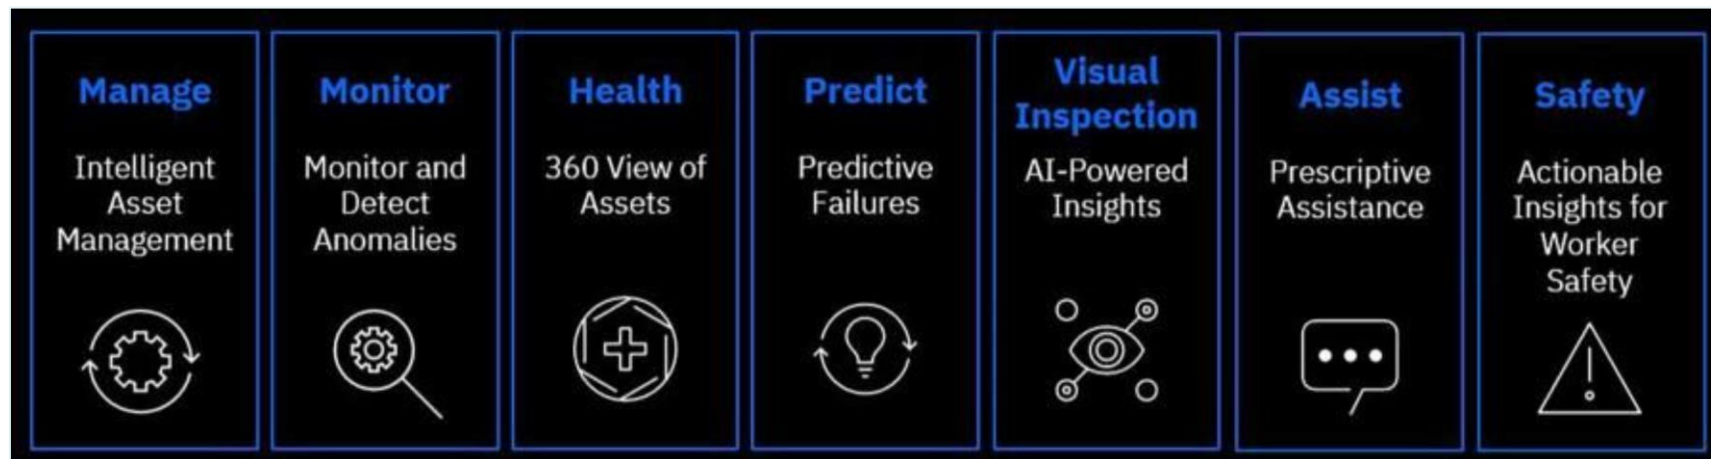 Manage
Intelligent
Asset
Management
Monitor
Monitor and
Detect
Anomalies
Health
360 View of
Assets
Predict
Predictive
Failures
Visual
Inspection
AI-Powered
Insights
Assist
Prescriptive
Assistance
Safety
Actionable
Insights for
Worker
Safety